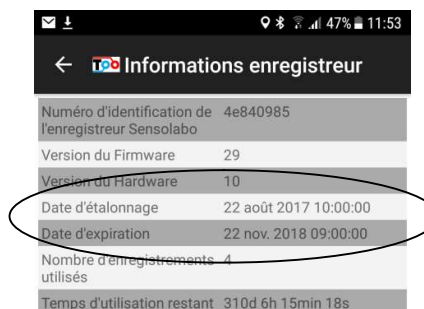 47% 11:53
Informations enregistreur
Numéro d'identification de 4e840985
l'enregistreur Sensolabo
Version du Firmware 29
Version du Hardware 10
Date d'étalonnage 22 août 2017 10:00:00
Date d'expiration 22 nov. 2018 09:00:00
Nombre d'enregistrements 4
utilisés
Temps d'utilisation restant 310d 6h 15min 18s